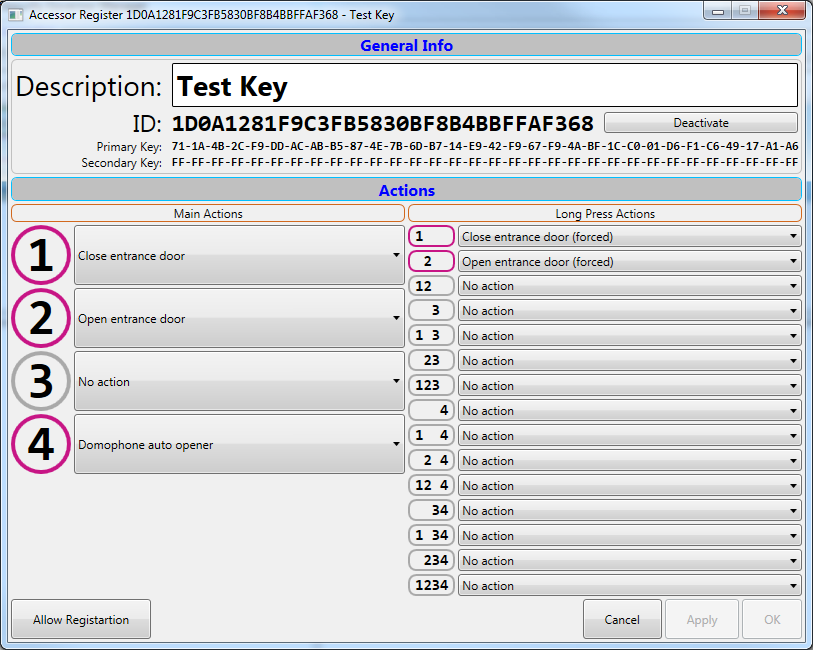 Accessor Register 1D0A1281F9C3FB5830BF8B4BBFFAF368 - Test Key
General Info
Description: Test Key
ID: 1D0A1281F9C3FB5830BF8B4BBFFAF368 Deactivate
Primary Key: 71-1A-4B-2C-F9-DD-AC-AB-B5-87-4E-7B-6D-B7-14-E9-42-F9-67-F9-4A-BF-1C-C0-01-D6-F1-C6-49-17-A1-A6
Secondary Key: FF-FF-FF-FF-FF-FF-FF-FF-FF-FF-FF-FF-FF-FF-FF-FF-FF-FF-FF-FF-FF-FF-FF-FF-FF-FF-FF-FF-FF-FF-FF-FF
Actions
Main Actions
1 Close entrance door
2 Open entrance door
3 No action
4 Domophone auto opener
Long Press Actions
1 Close entrance door (forced)
2 Open entrance door (forced)
12 No action
3 No action
1 3 No action
23 No action
123 No action
4 No action
1 4 No action
2 4 No action
12 4 No action
34 No action
1 34 No action
234 No action
1234 No action
Allow Registartion Cancel Apply OK